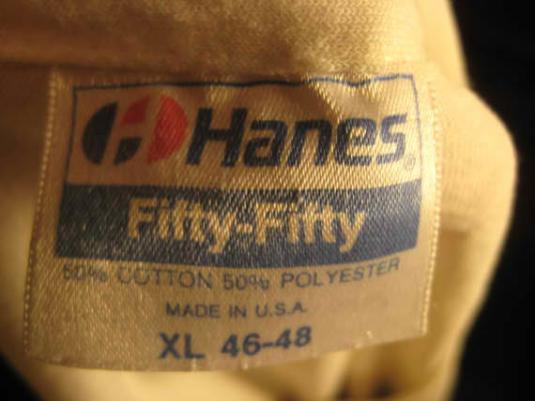 Hanes®
Fifty-Fifty
50% COTTON 50% POLYESTER
MADE IN U.S.A.
XL 46-48